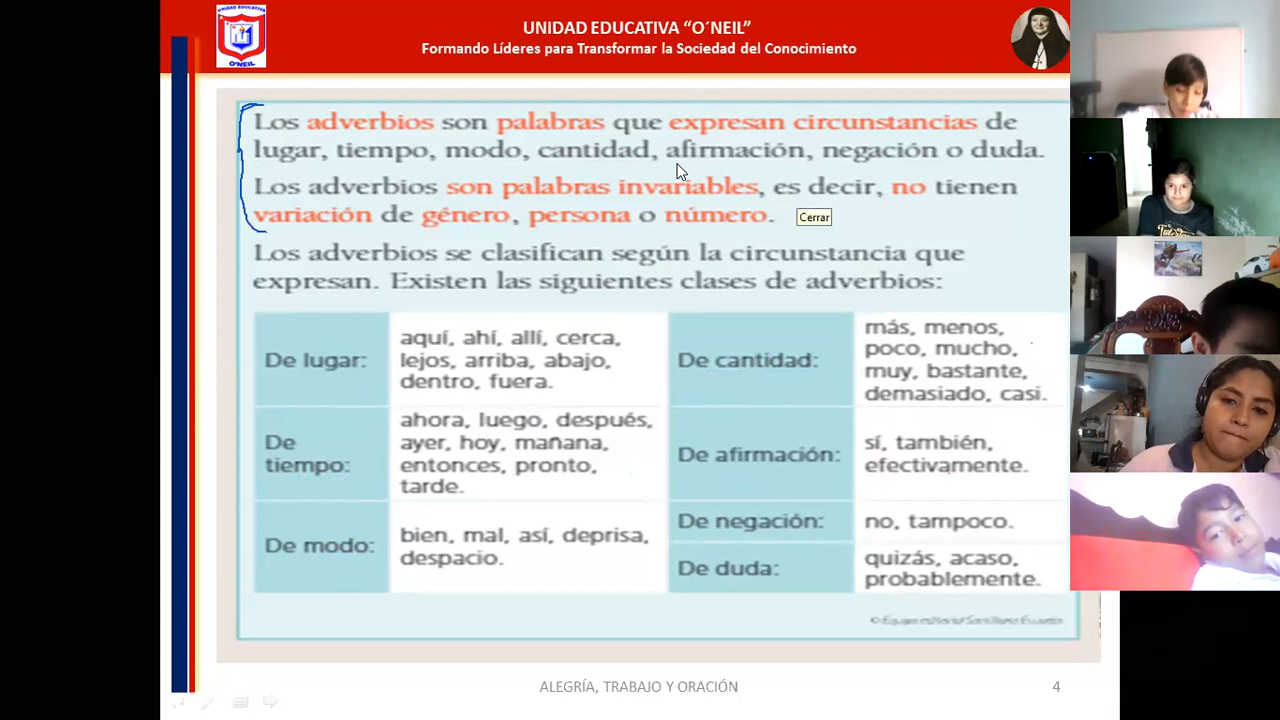 UNIDAD EDUCATIVA
O'NEIL
UNIDAD EDUCATIVA “O´NEIL”
Formando Líderes para Transformar la Sociedad del Conocimiento
Los adverbios son palabras que expresan circunstancias de
lugar, tiempo, modo, cantidad, afirmación, negación o duda.
Los adverbios son palabras invariables, es decir, no tienen
variación de género, persona o número.
Cerrar
Los adverbios se clasifican según la circunstancia que
expresan. Existen las siguientes clases de adverbios:
De lugar:
aquí, ahí, allí, cerca,
lejos, arriba, abajo,
dentro, fuera.
De cantidad:
más, menos,
poco, mucho,
muy, bastante,
demasiado, casi.
De
tiempo:
ahora, luego, después,
ayer, hoy, mañana,
entonces, pronto,
tarde.
De afirmación:
sí, también,
efectivamente.
De modo:
bien, mal, así, deprisa,
despacio.
De negación:
no, tampoco.
De duda:
quizás, acaso,
probablemente.
ALEGRÍA, TRABAJO Y ORACIÓN
4